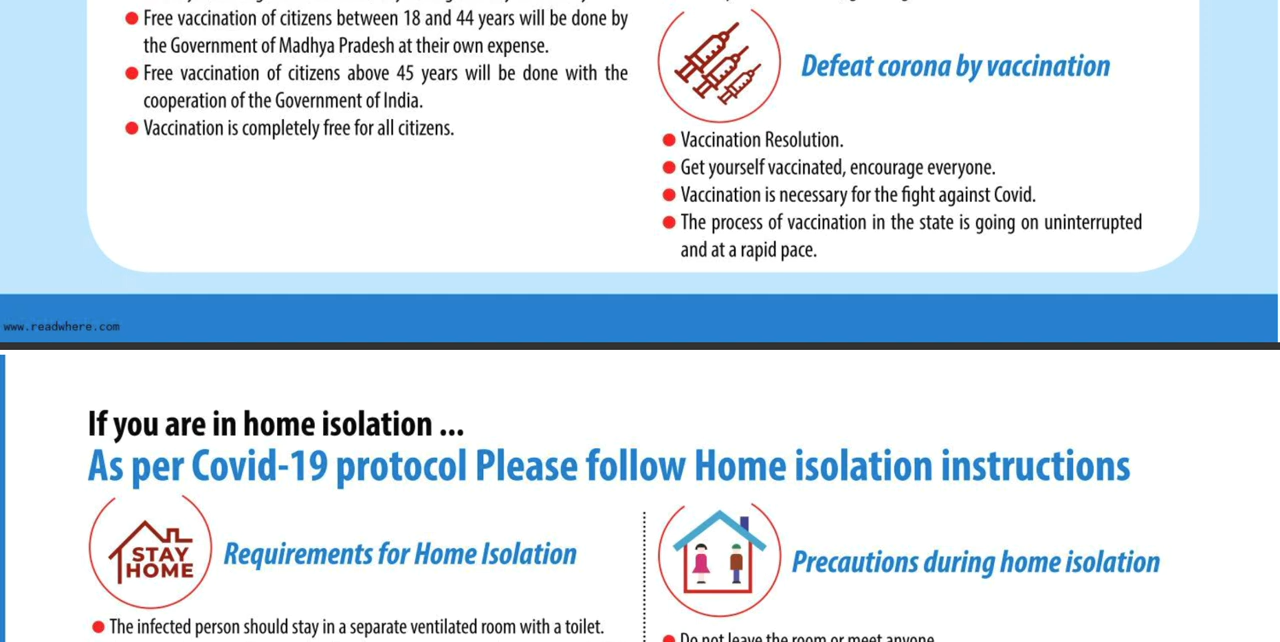 Free vaccination of citizens between 18 and 44 years will be done by
the Government of Madhya Pradesh at their own expense.
Free vaccination of citizens above 45 years will be done with the
cooperation of the Government of India.
Vaccination is completely free for all citizens.
Defeat corona by vaccination
Vaccination Resolution.
Get yourself vaccinated, encourage everyone.
Vaccination is necessary for the fight against Covid.
The process of vaccination in the state is going on uninterrupted
and at a rapid pace.
www.readwhere.com
If you are in home isolation ...
As per Covid-19 protocol Please follow Home isolation instructions
STAY
HOME
Requirements for Home Isolation
The infected person should stay in a separate ventilated room with a toilet.
Precautions during home isolation
Do not leave the room or meet anyone